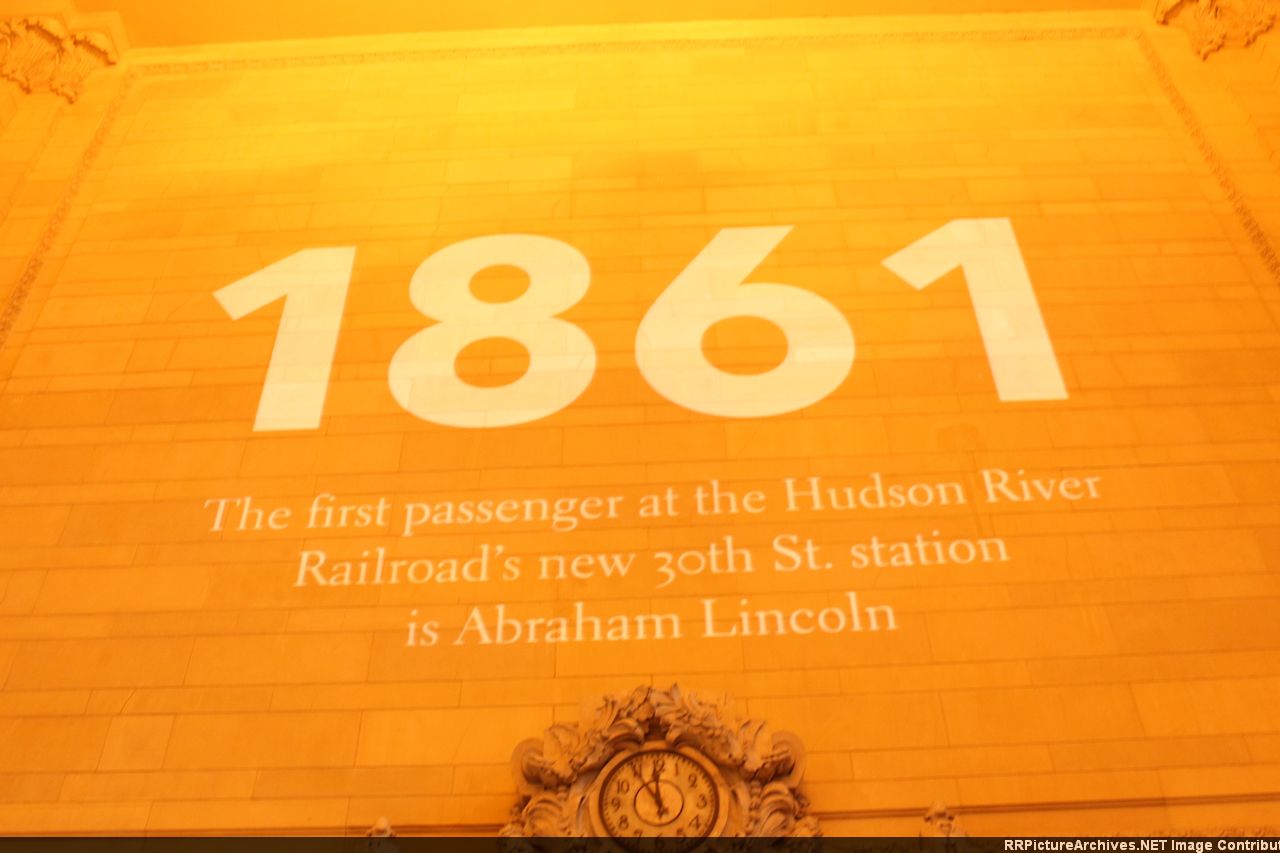 1861
The first passenger at the Hudson River
Railroad's new 30th St. station
is Abraham Lincoln
RRPictureArchives.NET Image Contribu